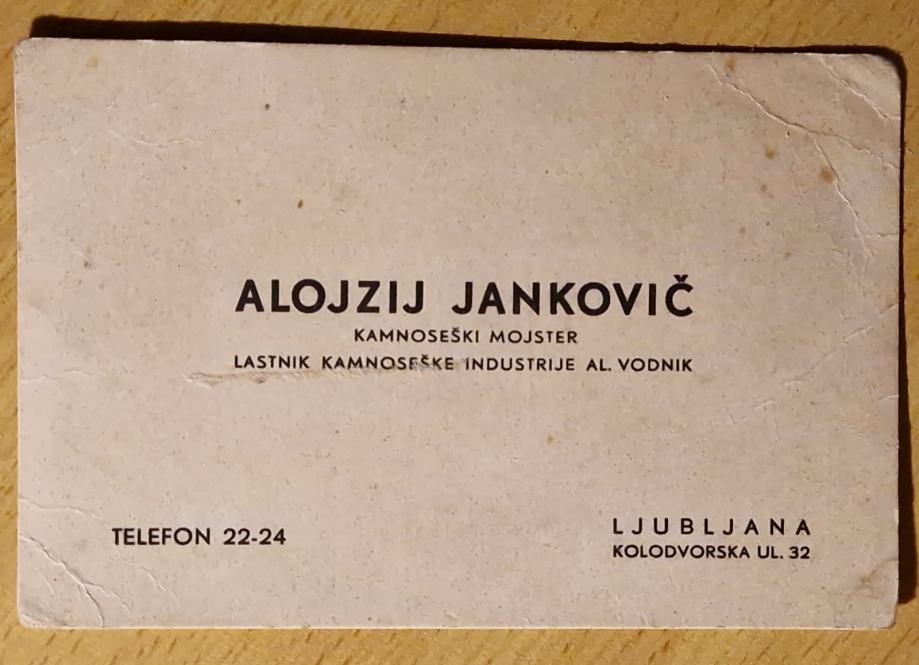 ALOJZIJ JANKOVIČ
KAMNOSEŠKI MOJSTER
LASTNIK KAMNOSEŠKE INDUSTRIJE AL. VODNIK
TELEFON 22-24
LJUBLJANA
KOLODVORSKA UL. 32